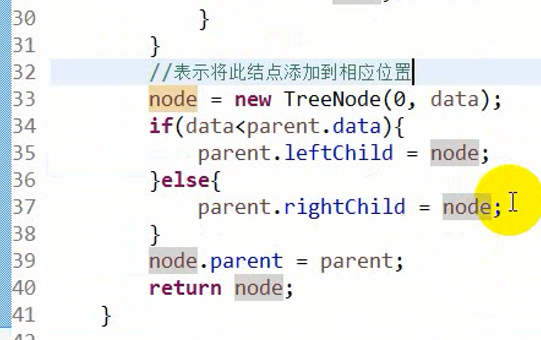 30 }
31 }
32 //表示将此结点添加到相应位置
33 node = new TreeNode(0, data);
34 if(data<parent.data){
35 parent.leftChild = node;
36 }else{
37 parent.rightChild = node;
38 }
39 node.parent = parent;
40 return node;
41 }